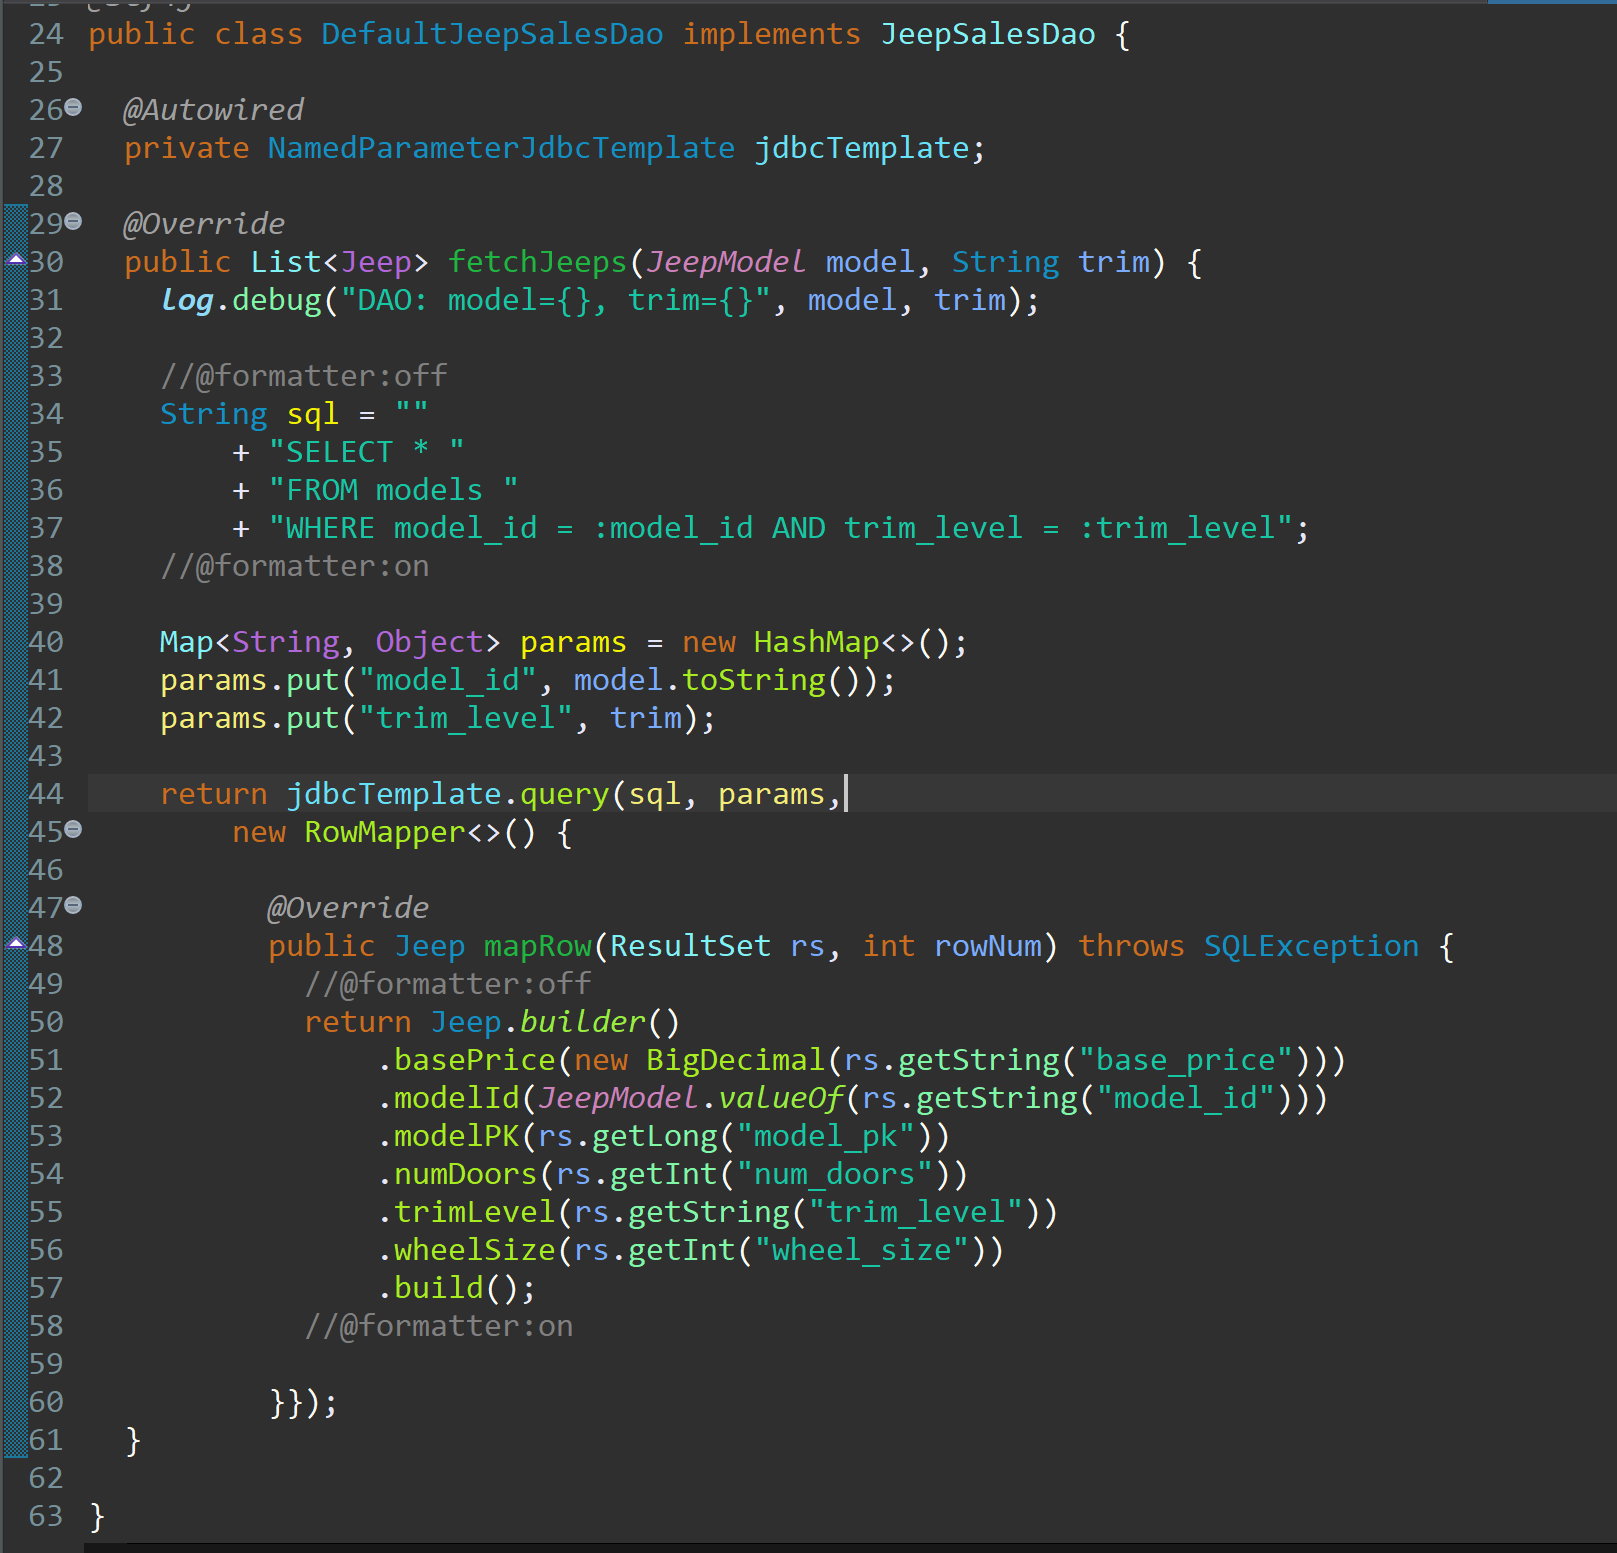 24 public class DefaultJeepSalesDao implements JeepSalesDao {
25
26 @Autowired
27 private NamedParameterJdbcTemplate jdbcTemplate;
28
29 @Override
30 public List<Jeep> fetchJeeps(JeepModel model, String trim) {
31 log.debug("DAO: model={}, trim={}", model, trim);
32
33 //@formatter:off
34 String sql = ""
35 + "SELECT * "
36 + "FROM models "
37 + "WHERE model_id = :model_id AND trim_level = :trim_level";
38 //@formatter:on
39
40 Map<String, Object> params = new HashMap<>();
41 params.put("model_id", model.toString());
42 params.put("trim_level", trim);
43
44 return jdbcTemplate.query(sql, params,
45 new RowMapper<>() {
46
47 @Override
48 public Jeep mapRow(ResultSet rs, int rowNum) throws SQLException {
49 //@formatter:off
50 return Jeep.builder()
51 .basePrice(new BigDecimal(rs.getString("base_price")))
52 .modelId(JeepModel.valueOf(rs.getString("model_id")))
53 .modelPK(rs.getLong("model_pk"))
54 .numDoors(rs.getInt("num_doors"))
55 .trimLevel(rs.getString("trim_level"))
56 .wheelSize(rs.getInt("wheel_size"))
57 .build();
58 //@formatter:on
59
60 }});
61 }
62
63 }